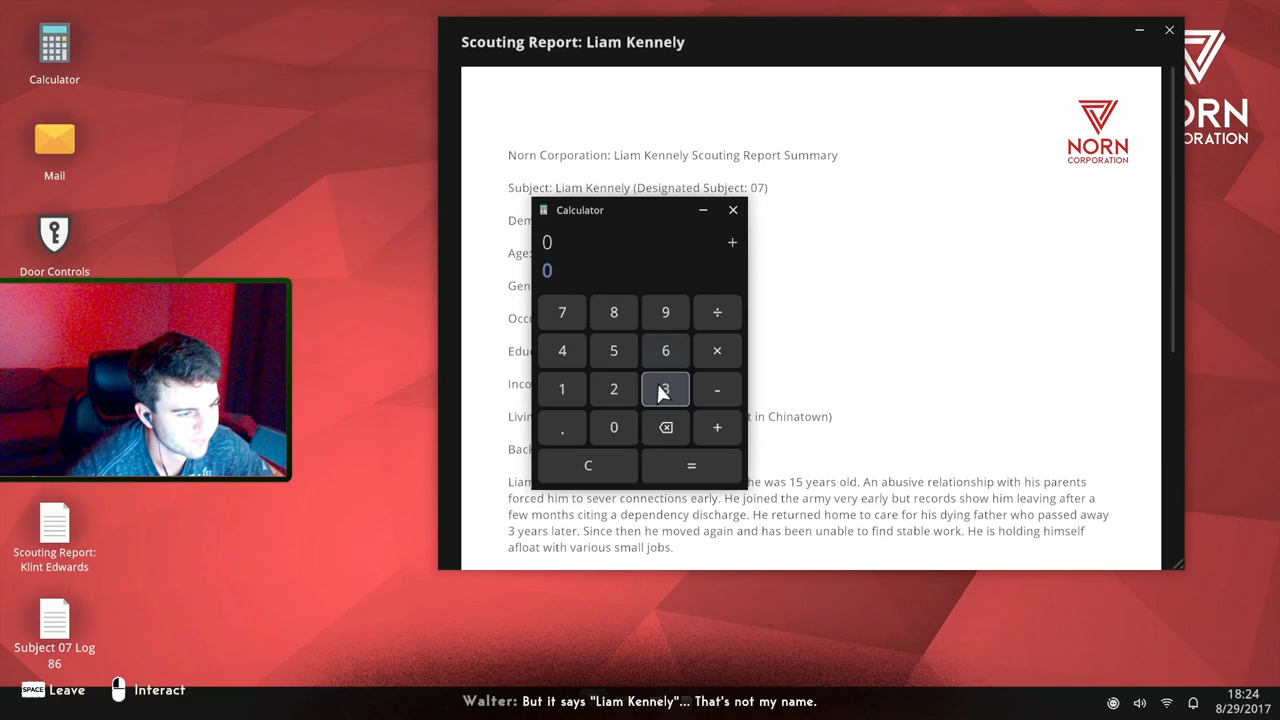 Calculator
Mail
Door Controls
Scouting Report:
Klint Edwards
Subject 07 Log
86
SPACE Leave
Interact
Scouting Report: Liam Kennely
NORN
CORPORATION
Norn Corporation: Liam Kennely Scouting Report Summary
Subject: Liam Kennely (Designated Subject: 07)
in Chinatown)
he was 15 years old. An abusive relationship with his parents
forced him to sever connections early. He joined the army very early but records show him leaving after a
few months citing a dependency discharge. He returned home to care for his dying father who passed away
3 years later. Since then he moved again and has been unable to find stable work. He is holding himself
afloat with various small jobs.
Calculator
0 +
0
7 8 9 ÷
4 5 6 ×
1 2 3 -
. 0 +
C =
CORPORATION
Walter: But it says "Liam Kennely"... That's not my name.
18:24
8/29/2017